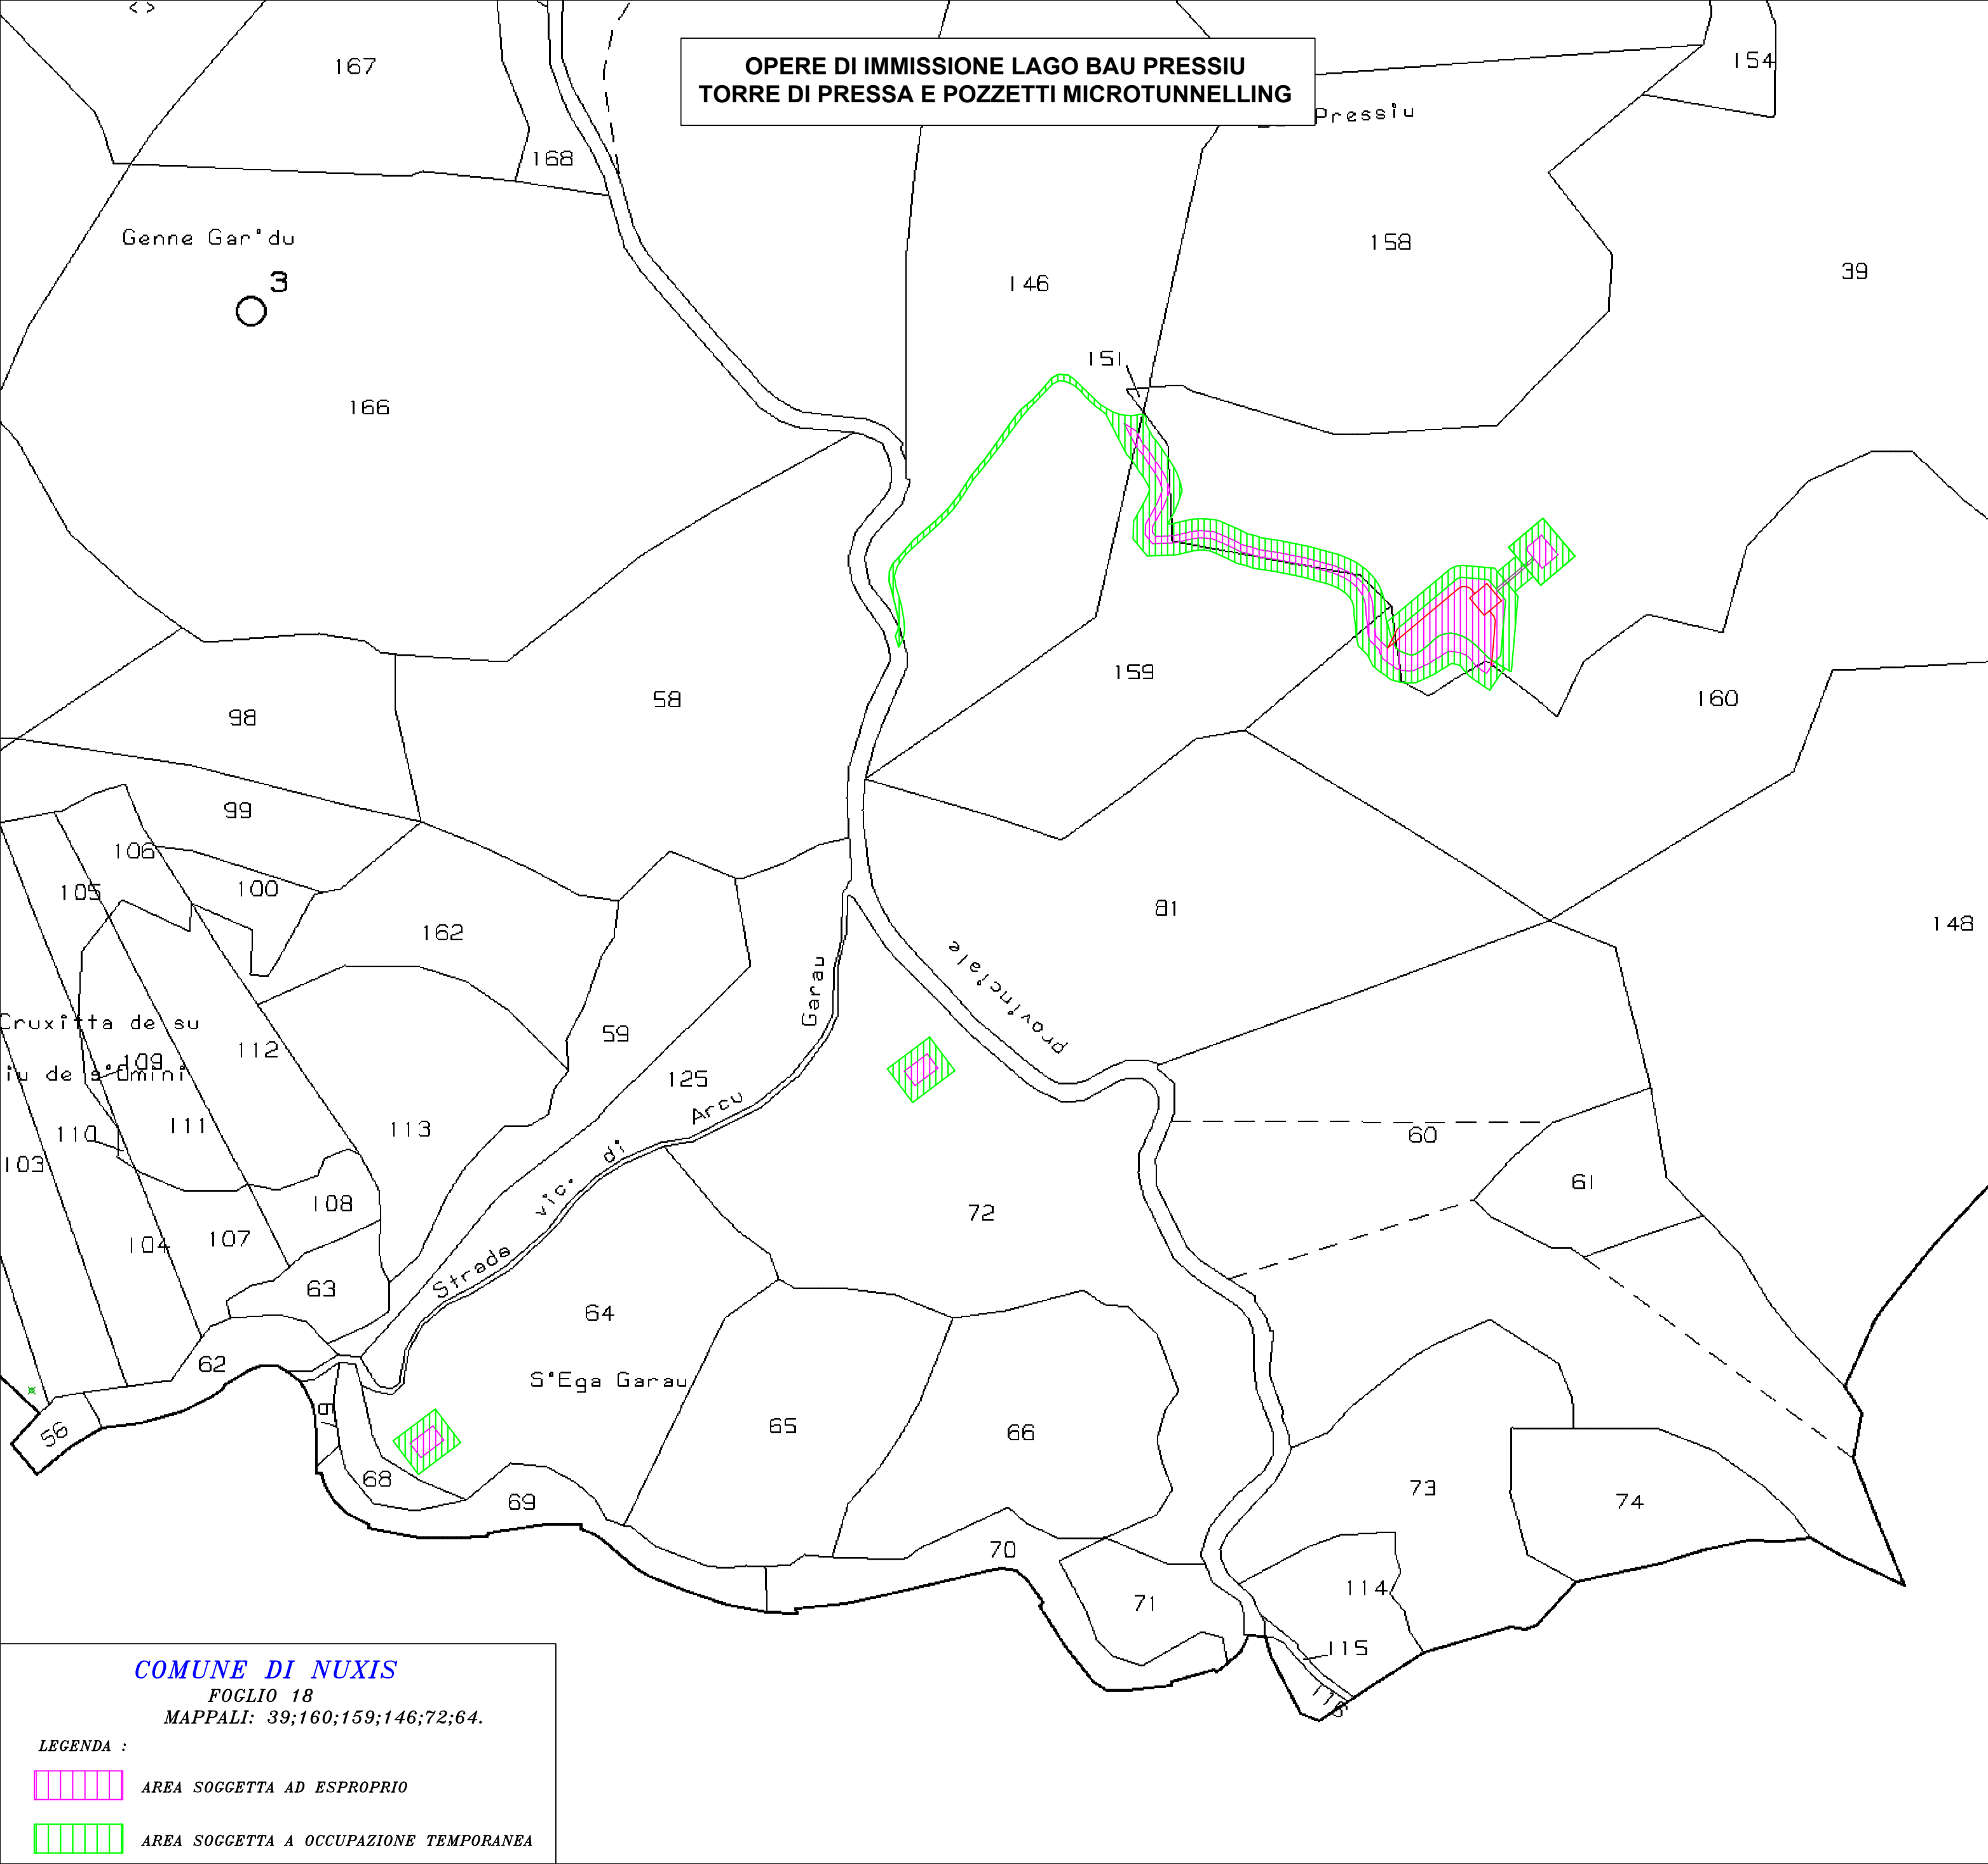 OPERE DI IMMISSIONE LAGO BAU PRESSIU
TORRE DI PRESSA E POZZETTI MICROTUNNELLING
167
154
Pressiu
168
Genne Gar'du
158
3
39
146
151
166
159
58
160
98
99
106
105
100
81
162
148
provinciale
Garau
Cruxitta de su
59
112
109
iu de s'Omini
125
Arcu
111
113
110
60
103
di
61
vic.
108
72
107
104
Strada
63
64
62
S'Ega Garau
67
65
66
56
68
69
73
74
70
114
71
115
116
COMUNE DI NUXIS
FOGLIO 18
MAPPALI: 39;160;159;146;72;64.
LEGENDA :
AREA SOGGETTA AD ESPROPRIO
AREA SOGGETTA A OCCUPAZIONE TEMPORANEA